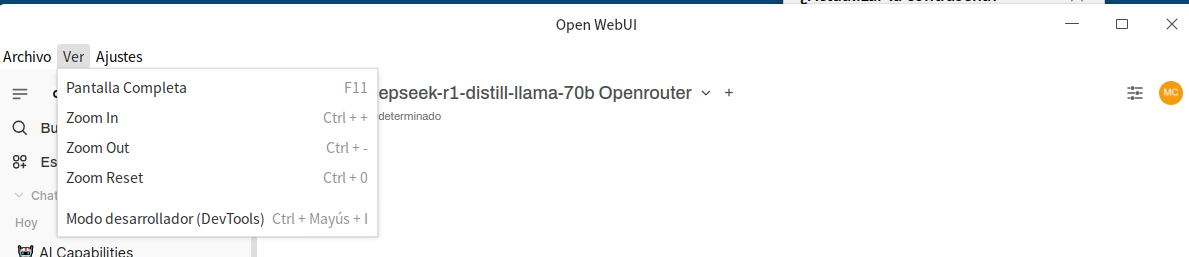 Open WebUI
Archivo Ver Ajustes
Pantalla Completa F11
Zoom In Ctrl + +
Zoom Out Ctrl + -
Zoom Reset Ctrl + 0
Modo desarrollador (DevTools) Ctrl + Mayús + I
epseek-r1-distill-llama-70b Openrouter
determinado
MC
Bu
Es
Chat
Hoy
AI Capabilities